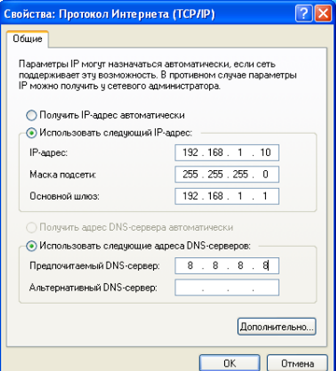 Свойства: Протокол Интернета (TCP/IP)
Общие
Параметры IP могут назначаться автоматически, если сеть
поддерживает эту возможность. В противном случае параметры
IP можно получить у сетевого администратора.
Получить IP-адрес автоматически
Использовать следующий IP-адрес:
IP-адрес: 192 . 168 . 1 . 10
Маска подсети: 255 . 255 . 255 . 0
Основной шлюз: 192 . 168 . 1 . 1
Получить адрес DNS-сервера автоматически
Использовать следующие адреса DNS-серверов:
Предпочитаемый DNS-сервер: 8 . 8 . 8 . 8
Альтернативный DNS-сервер: . . .
Дополнительно...
OK Отмена